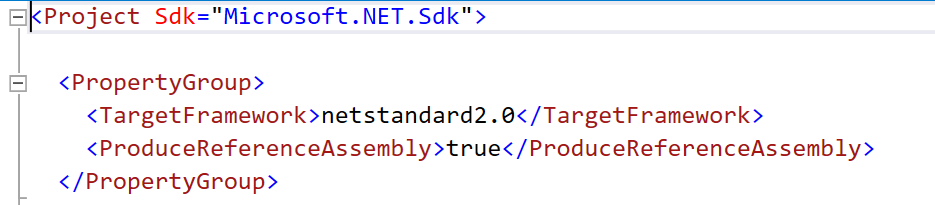 <Project Sdk="Microsoft.NET.Sdk">
<PropertyGroup>
<TargetFramework>netstandard2.0</TargetFramework>
<ProduceReferenceAssembly>true</ProduceReferenceAssembly>
</PropertyGroup>